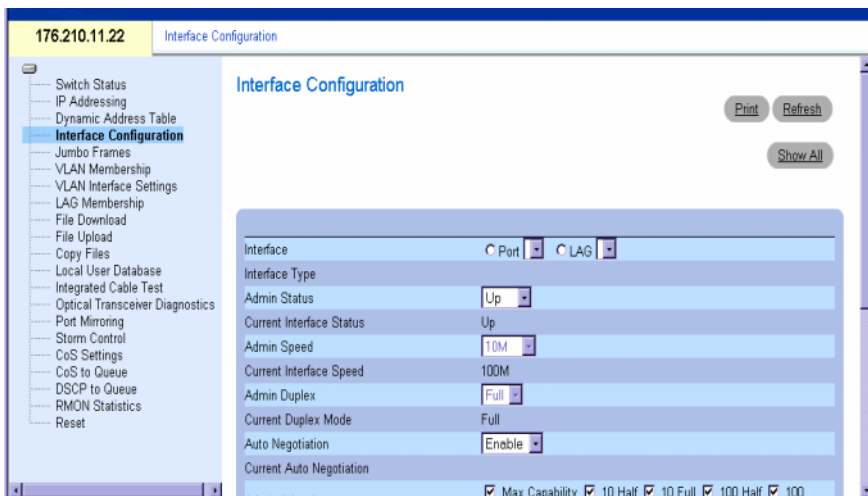 176.210.11.22
Interface Configuration
Switch Status
IP Addressing
Dynamic Address Table
Interface Configuration
Jumbo Frames
VLAN Membership
VLAN Interface Settings
LAG Membership
File Download
File Upload
Copy Files
Local User Database
Integrated Cable Test
Optical Transceiver Diagnostics
Port Mirroring
Storm Control
CoS Settings
CoS to Queue
DSCP to Queue
RMON Statistics
Reset
Interface Configuration
Print Refresh
Show All
Interface Port LAG
Interface Type
Admin Status Up
Current Interface Status Up
Admin Speed 10M
Current Interface Speed 100M
Admin Duplex Full
Current Duplex Mode Full
Auto Negotiation Enable
Current Auto Negotiation
Max Capability 10 Half 10 Full 100 Half 100